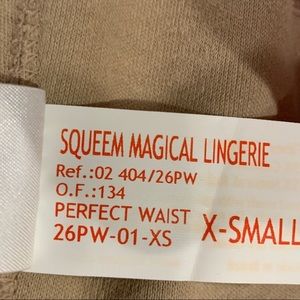 SQUEEM MAGICAL LINGERIE
Ref.:02 404/26PW
O.F.:134
PERFECT WAIST
26PW-01-XS X-SMALL